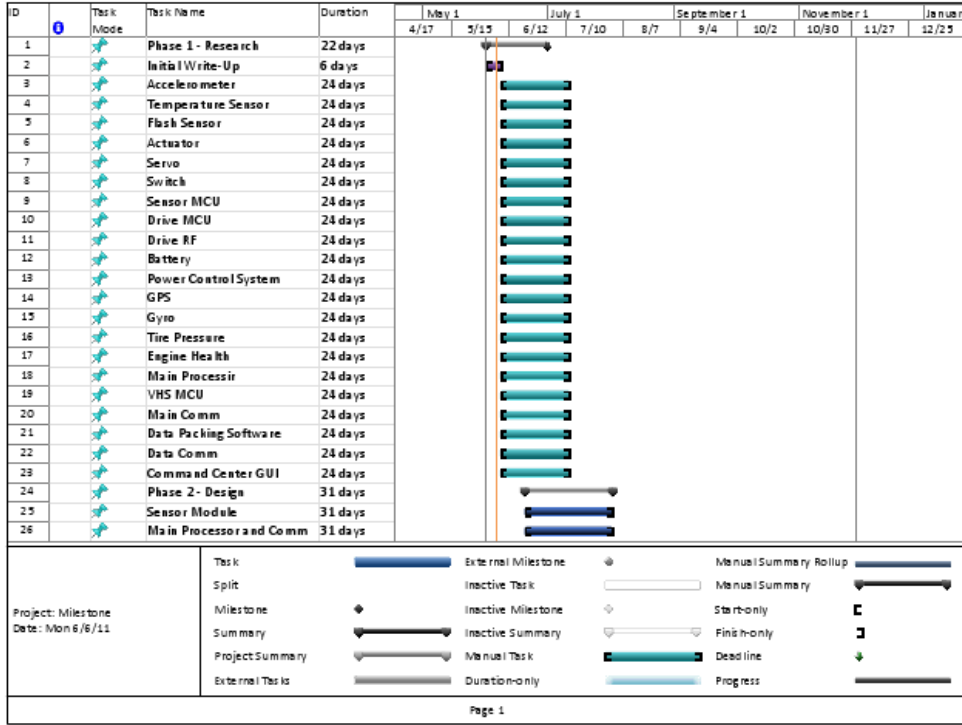 ID Task Mode Task Name Duration May 1 July 1 September 1 November 1 Januar
4/17 5/15 6/12 7/10 8/7 9/4 10/2 10/30 11/27 12/25
1 Phase 1 - Research 22 days
2 Initial Write-Up 6 days
3 Accelerometer 24 days
4 Temperature Sensor 24 days
5 Flash Sensor 24 days
6 Actuator 24 days
7 Servo 24 days
8 Switch 24 days
9 Sensor MCU 24 days
10 Drive MCU 24 days
11 Drive RF 24 days
12 Battery 24 days
13 Power Control System 24 days
14 GPS 24 days
15 Gyro 24 days
16 Tire Pressure 24 days
17 Engine Health 24 days
18 Main Processir 24 days
19 VHS MCU 24 days
20 Main Comm 24 days
21 Data Packing Software 24 days
22 Data Comm 24 days
23 Command Center GUI 24 days
24 Phase 2 - Design 31 days
25 Sensor Module 31 days
26 Main Processor and Comm 31 days
Project: Milestone
Date: Mon 6/6/11
Task External Milestone Manual Summary Rollup
Split Inactive Task Manual Summary
Milestone Inactive Milestone Start-only
Summary Inactive Summary Finish-only
Project Summary Manual Task Deadline
External Tasks Duration-only Progress
Page 1